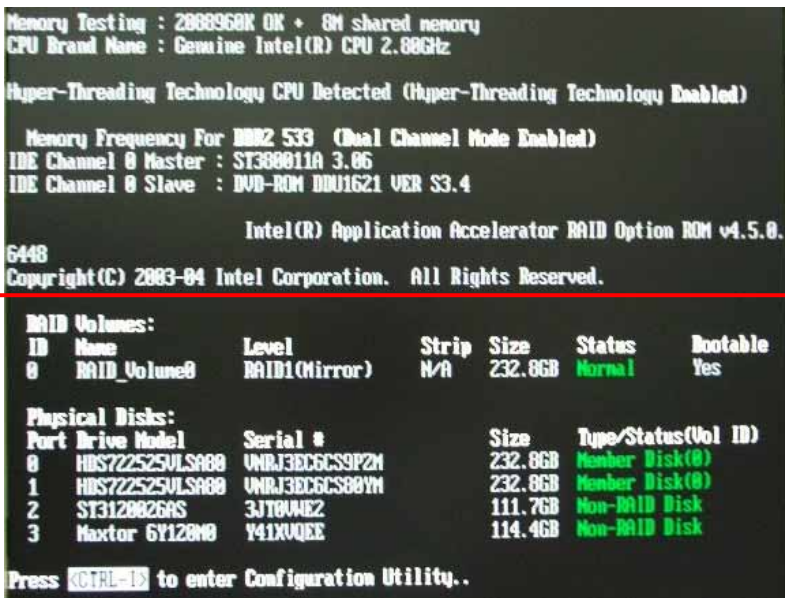 Memory Testing : 2088960K OK + 8M shared memory
CPU Brand Name : Genuine Intel(R) CPU 2.80GHz
Hyper-Threading Technology CPU Detected (Hyper-Threading Technology Enabled)
Memory Frequency For DDR2 533 (Dual Channel Mode Enabled)
IDE Channel 0 Master : ST380011A 3.06
IDE Channel 0 Slave : DVD-ROM DDU1621 VER S3.4
Intel(R) Application Accelerator RAID Option ROM v4.5.0.
6448
Copyright(C) 2003-04 Intel Corporation. All Rights Reserved.
RAID Volumes:
ID Name Level Strip Size Status Bootable
0 RAID_Volume0 RAID1(Mirror) N/A 232.8GB Normal Yes
Physical Disks:
Port Drive Model Serial # Size Type/Status(Vol ID)
0 HDS722525VLSA80 VNRJ3EC6CS9PZM 232.8GB Member Disk(0)
1 HDS722525VLSA80 VNRJ3EC6CS80YM 232.8GB Member Disk(0)
2 ST3120026AS 3JT0VWE2 111.7GB Non-RAID Disk
3 Maxtor 6Y120M0 Y41XVQEE 114.4GB Non-RAID Disk
Press <CTRL-I> to enter Configuration Utility..